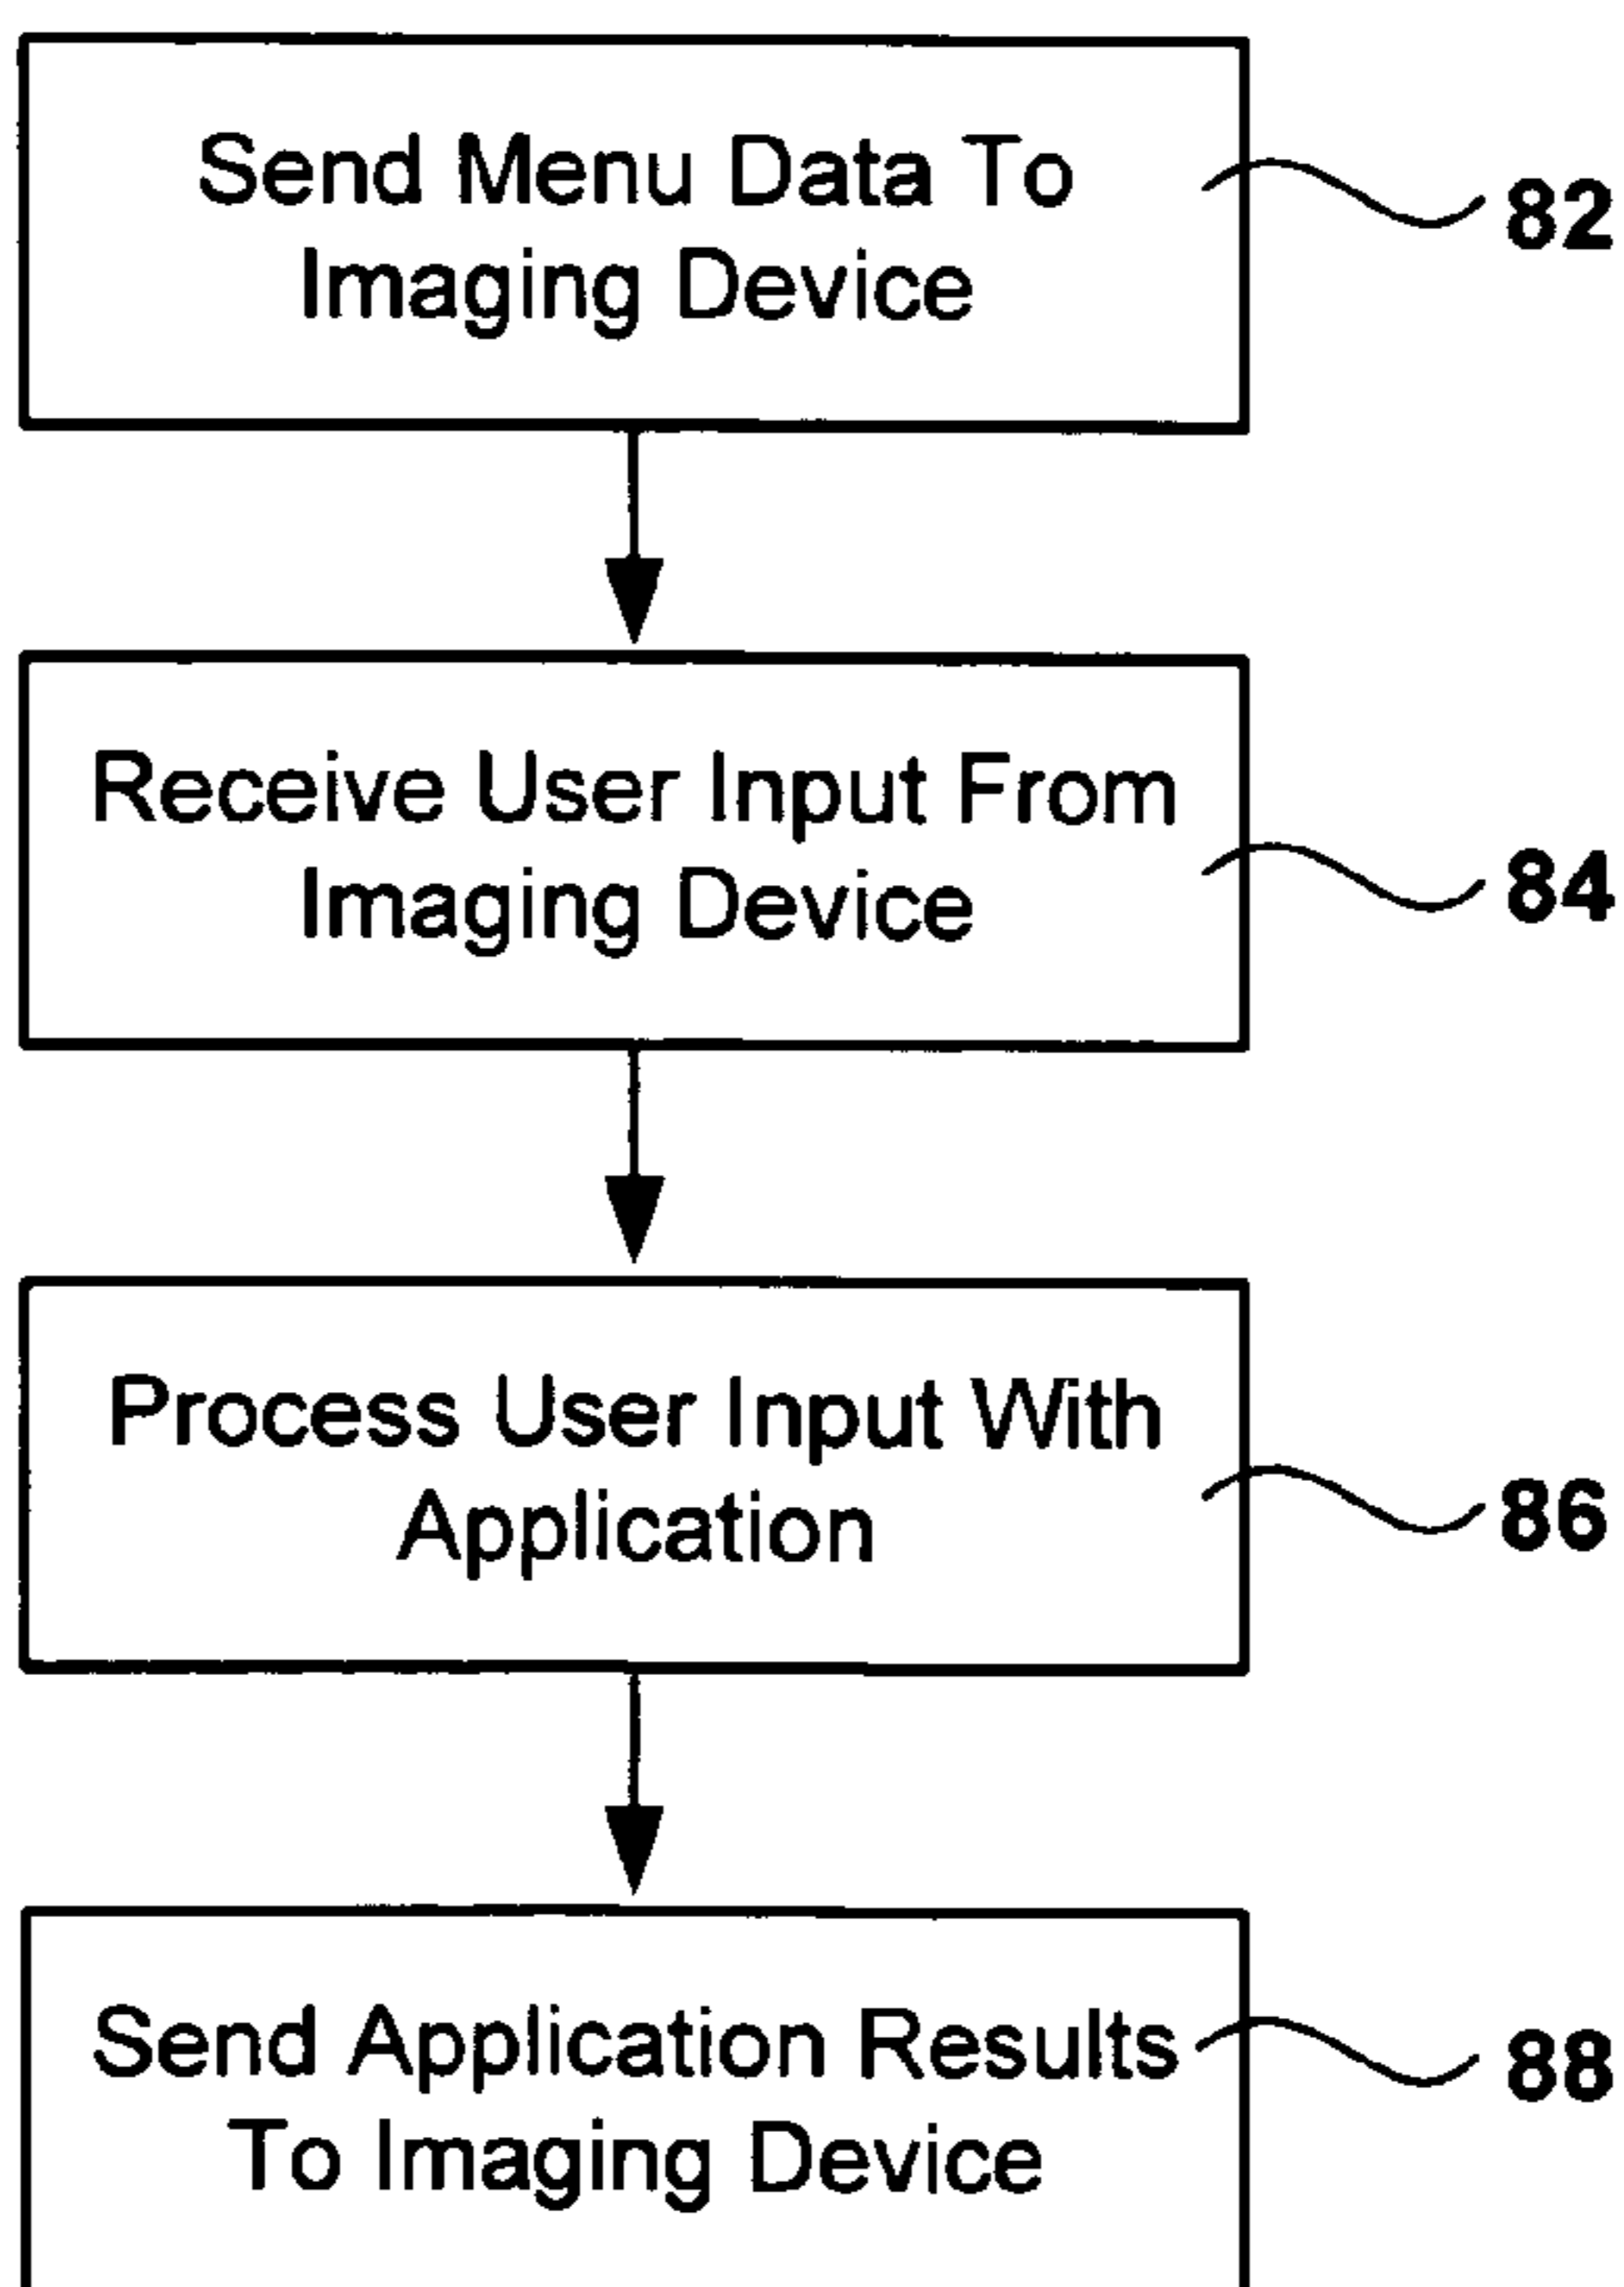 Send Menu Data To
Imaging Device
82
Receive User Input From
Imaging Device
84
Process User Input With
Application
86
Send Application Results
To Imaging Device
88